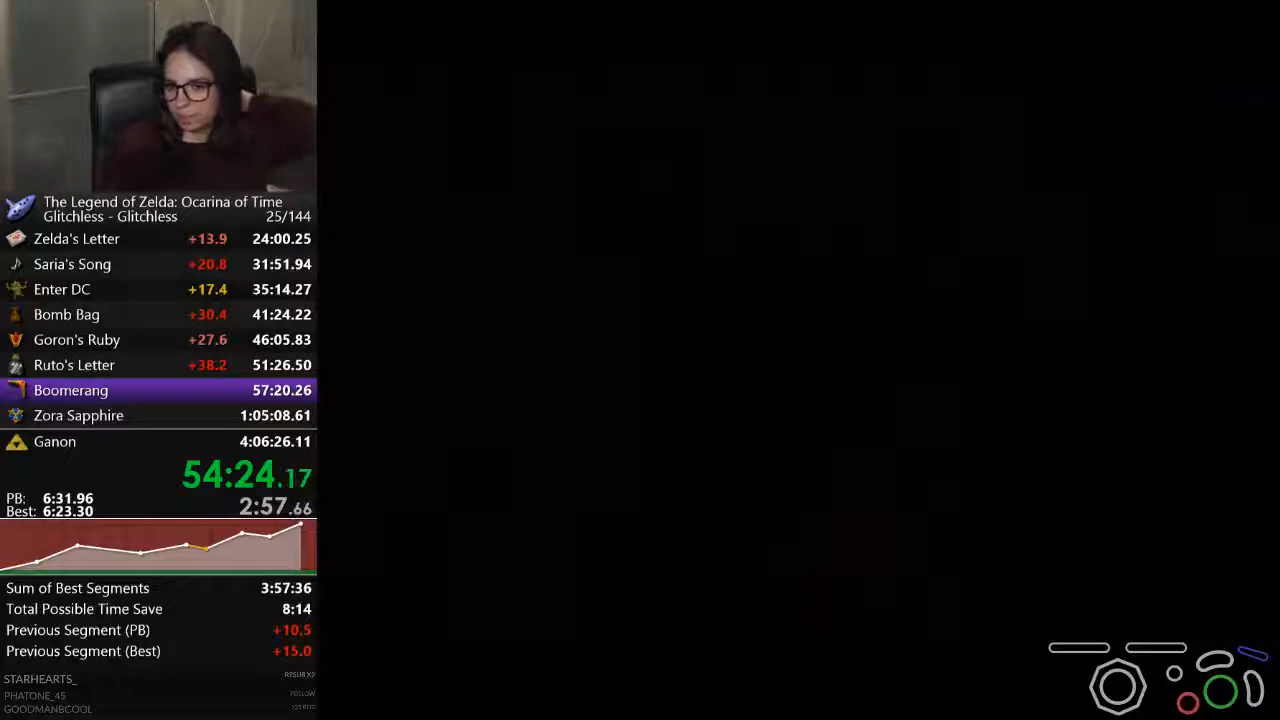 The Legend of Zelda: Ocarina of Time
Glitchless - Glitchless 25/144
Zelda's Letter +13.9 24:00.25
Saria's Song +20.8 31:51.94
Enter DC +17.4 35:14.27
Bomb Bag +30.4 41:24.22
Goron's Ruby +27.6 46:05.83
Ruto's Letter +38.2 51:26.50
Boomerang 57:20.26
Zora Sapphire 1:05:08.61
Ganon 4:06:26.11
54:24.17
PB: 6:31.96
Best: 6:23.30 2:57.66
Sum of Best Segments 3:57:36
Total Possible Time Save 8:14
Previous Segment (PB) +10.5
Previous Segment (Best) +15.0
STARHEARTS_ RESUB X2
PHATONE_45 FOLLOW
GOODMANBCOOL